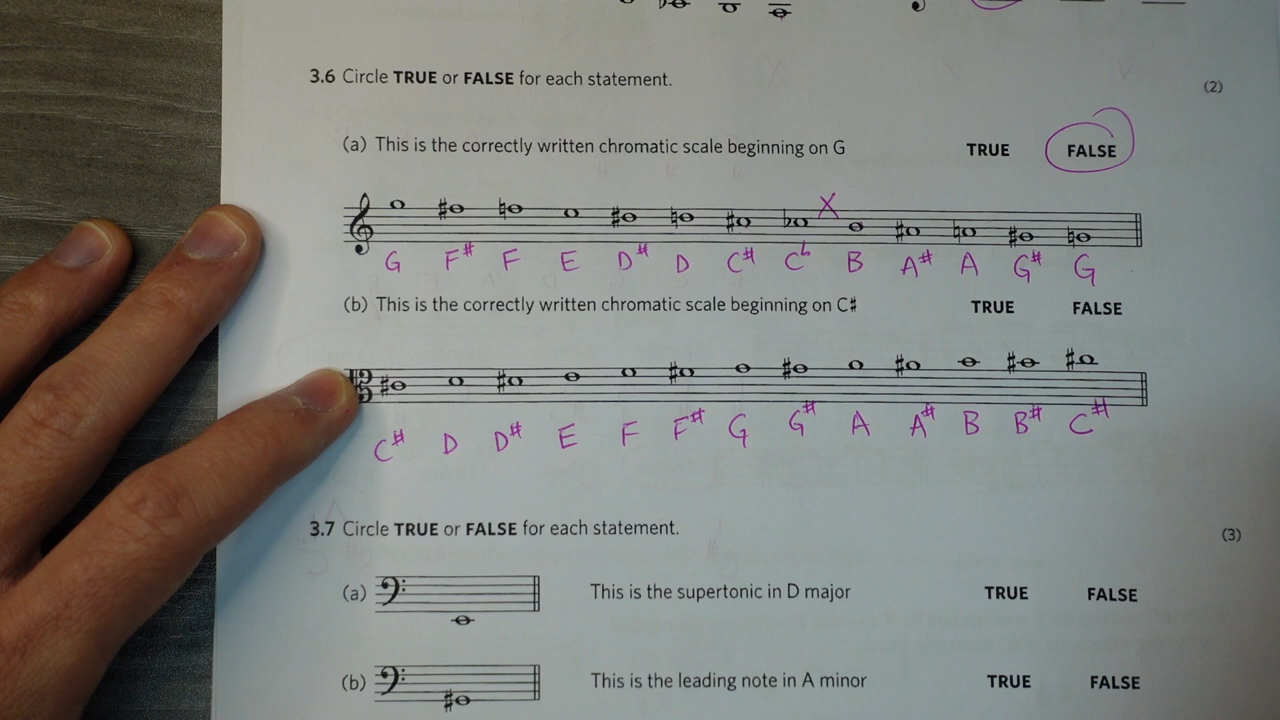 3.6 Circle TRUE or FALSE for each statement. (2)
(a) This is the correctly written chromatic scale beginning on G TRUE FALSE
X
G F# F E D# D C# Cb B A# A G# G
(b) This is the correctly written chromatic scale beginning on C♯ TRUE FALSE
C# D D# E F F# G G# A A# B B# C#
3.7 Circle TRUE or FALSE for each statement. (3)
(a) This is the supertonic in D major TRUE FALSE
(b) This is the leading note in A minor TRUE FALSE